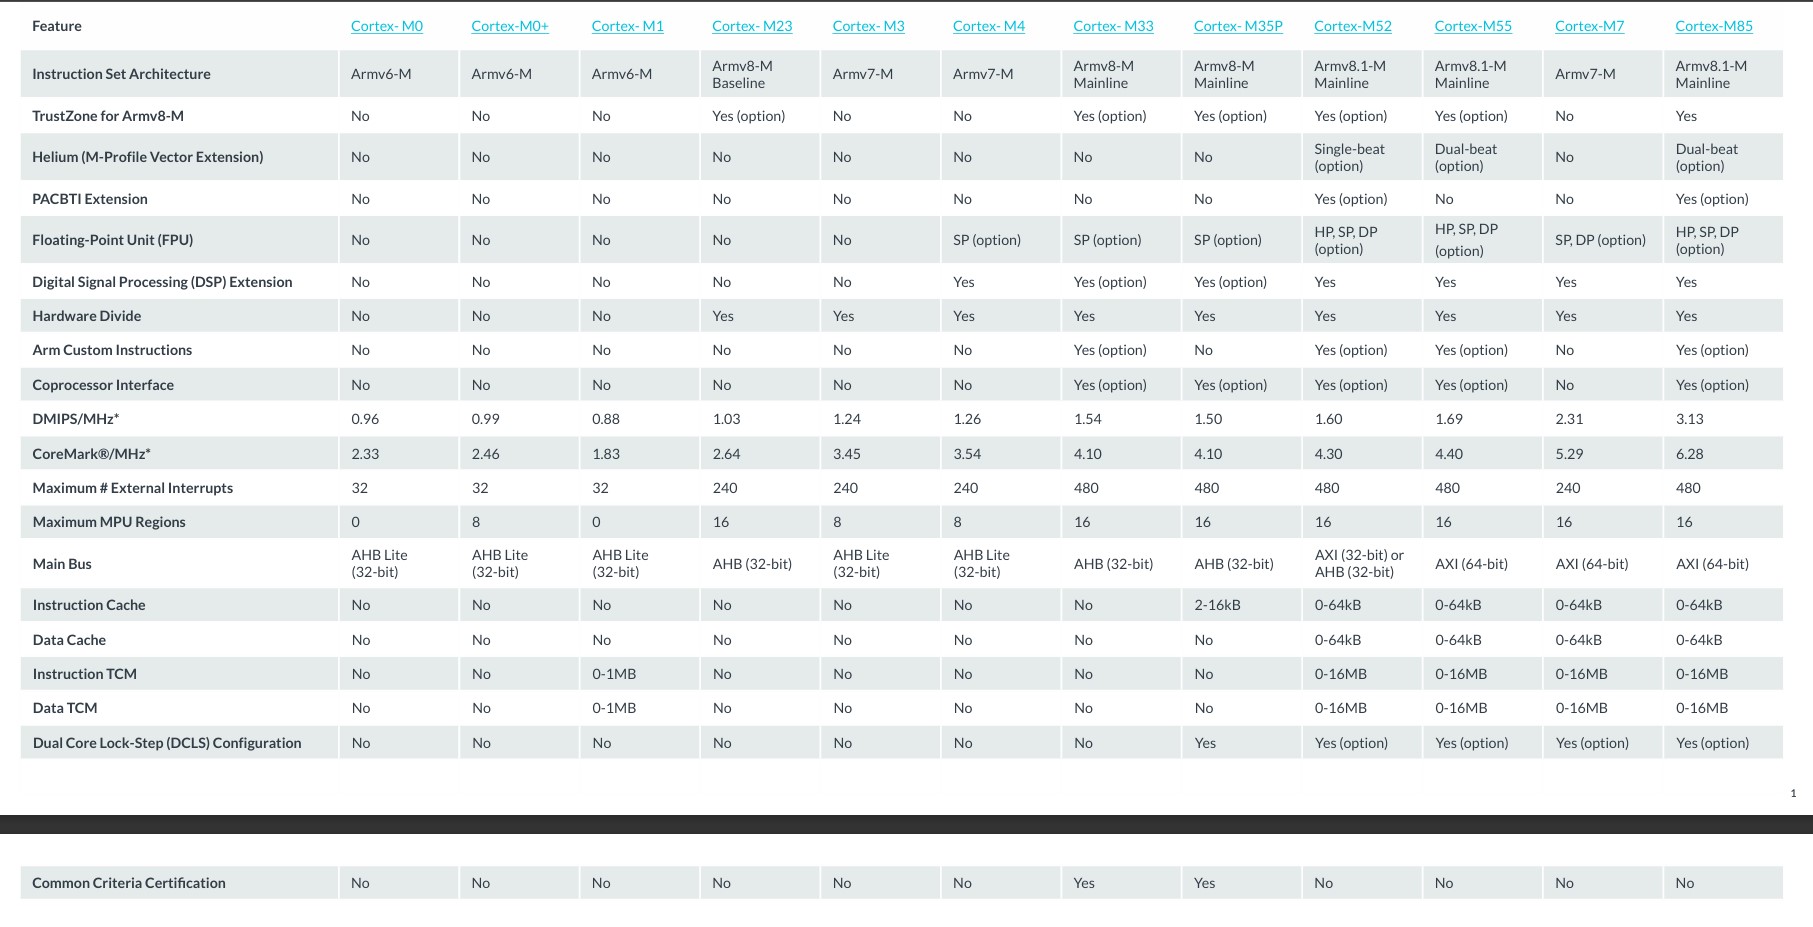 Feature Cortex- M0 Cortex-M0+ Cortex- M1 Cortex- M23 Cortex- M3 Cortex- M4 Cortex- M33 Cortex- M35P Cortex-M52 Cortex-M55 Cortex-M7 Cortex-M85
Instruction Set Architecture Armv6-M Armv6-M Armv6-M Armv8-M Baseline Armv7-M Armv7-M Armv8-M Mainline Armv8-M Mainline Armv8.1-M Mainline Armv8.1-M Mainline Armv7-M Armv8.1-M Mainline
TrustZone for Armv8-M No No No Yes (option) No No Yes (option) Yes (option) Yes (option) Yes (option) No Yes
Helium (M-Profile Vector Extension) No No No No No No No No Single-beat (option) Dual-beat (option) No Dual-beat (option)
PACBTI Extension No No No No No No No No Yes (option) No No Yes (option)
Floating-Point Unit (FPU) No No No No No SP (option) SP (option) SP (option) HP, SP, DP (option) HP, SP, DP (option) SP, DP (option) HP, SP, DP (option)
Digital Signal Processing (DSP) Extension No No No No No Yes Yes (option) Yes (option) Yes Yes Yes Yes
Hardware Divide No No No Yes Yes Yes Yes Yes Yes Yes Yes Yes
Arm Custom Instructions No No No No No No Yes (option) No Yes (option) Yes (option) No Yes (option)
Coprocessor Interface No No No No No No Yes (option) Yes (option) Yes (option) Yes (option) No Yes (option)
DMIPS/MHz* 0.96 0.99 0.88 1.03 1.24 1.26 1.54 1.50 1.60 1.69 2.31 3.13
CoreMark®/MHz* 2.33 2.46 1.83 2.64 3.45 3.54 4.10 4.10 4.30 4.40 5.29 6.28
Maximum # External Interrupts 32 32 32 240 240 240 480 480 480 480 240 480
Maximum MPU Regions 0 8 0 16 8 8 16 16 16 16 16 16
Main Bus AHB Lite (32-bit) AHB Lite (32-bit) AHB Lite (32-bit) AHB (32-bit) AHB Lite (32-bit) AHB Lite (32-bit) AHB (32-bit) AHB (32-bit) AXI (32-bit) or AHB (32-bit) AXI (64-bit) AXI (64-bit) AXI (64-bit)
Instruction Cache No No No No No No No 2-16kB 0-64kB 0-64kB 0-64kB 0-64kB
Data Cache No No No No No No No No 0-64kB 0-64kB 0-64kB 0-64kB
Instruction TCM No No 0-1MB No No No No No 0-16MB 0-16MB 0-16MB 0-16MB
Data TCM No No 0-1MB No No No No No 0-16MB 0-16MB 0-16MB 0-16MB
Dual Core Lock-Step (DCLS) Configuration No No No No No No No Yes Yes (option) Yes (option) Yes (option) Yes (option)
1
Common Criteria Certification No No No No No No Yes Yes No No No No